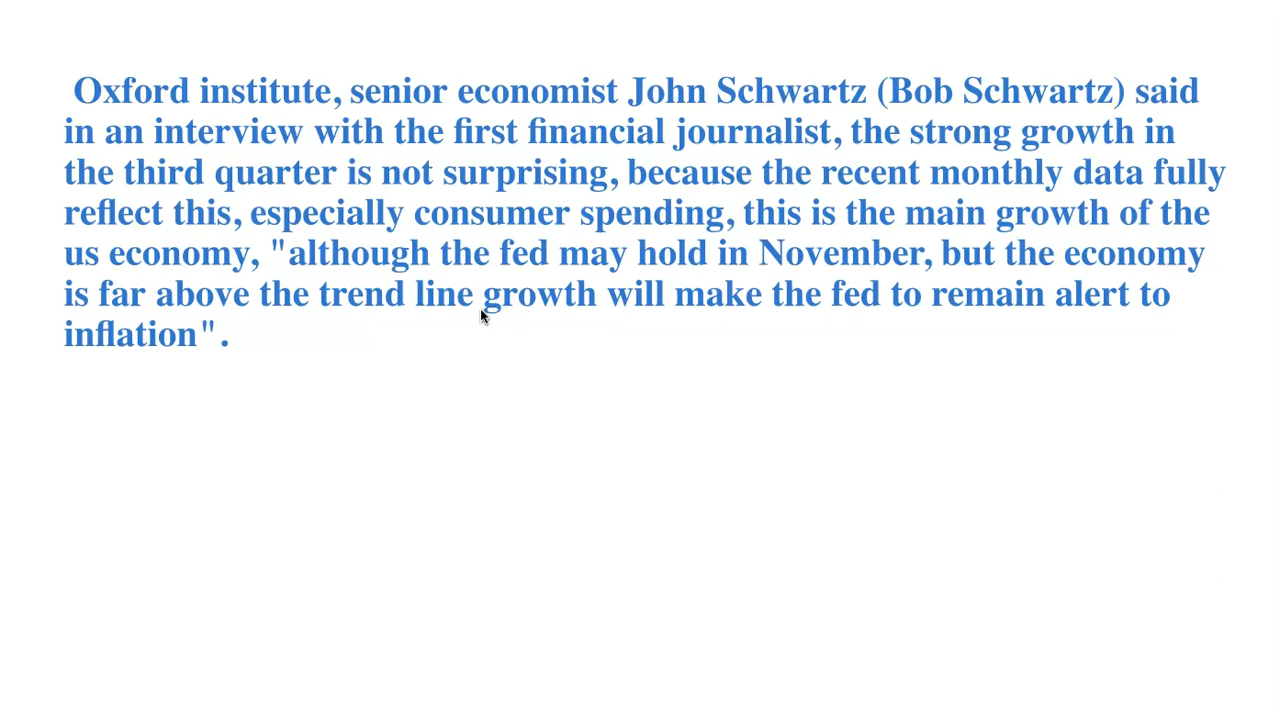 Oxford institute, senior economist John Schwartz (Bob Schwartz) said
in an interview with the first financial journalist, the strong growth in
the third quarter is not surprising, because the recent monthly data fully
reflect this, especially consumer spending, this is the main growth of the
us economy, "although the fed may hold in November, but the economy
is far above the trend line growth will make the fed to remain alert to
inflation".